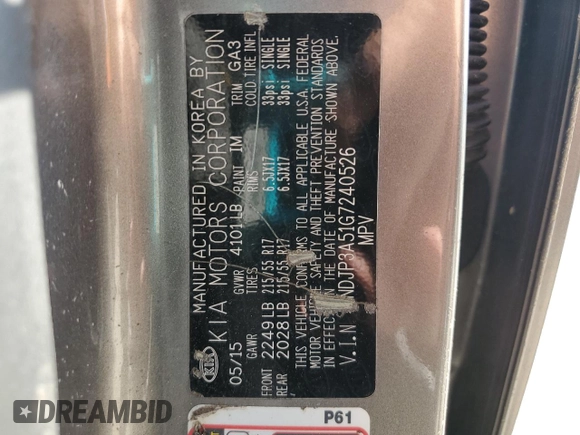 KIA
MANUFACTURED IN KOREA BY
KIA MOTORS CORPORATION
05/15 GVWR 4101LB PAINT IM TRIM GA3
GAWR TIRES RIMS COLD TIRE INFL
FRONT 2249LB 215/55 R17 6.5JX17 33psi SINGLE
REAR 2028LB 215/55 R17 6.5JX17 33psi SINGLE
THIS VEHICLE CONFORMS TO ALL APPLICABLE U.S.A. FEDERAL
MOTOR VEHICLE SAFETY AND THEFT PREVENTION STANDARDS
IN EFFECT ON THE DATE OF MANUFACTURE SHOWN ABOVE.
V.I.N NDJP3A51G7240526
MPV
P61
DREAMBID